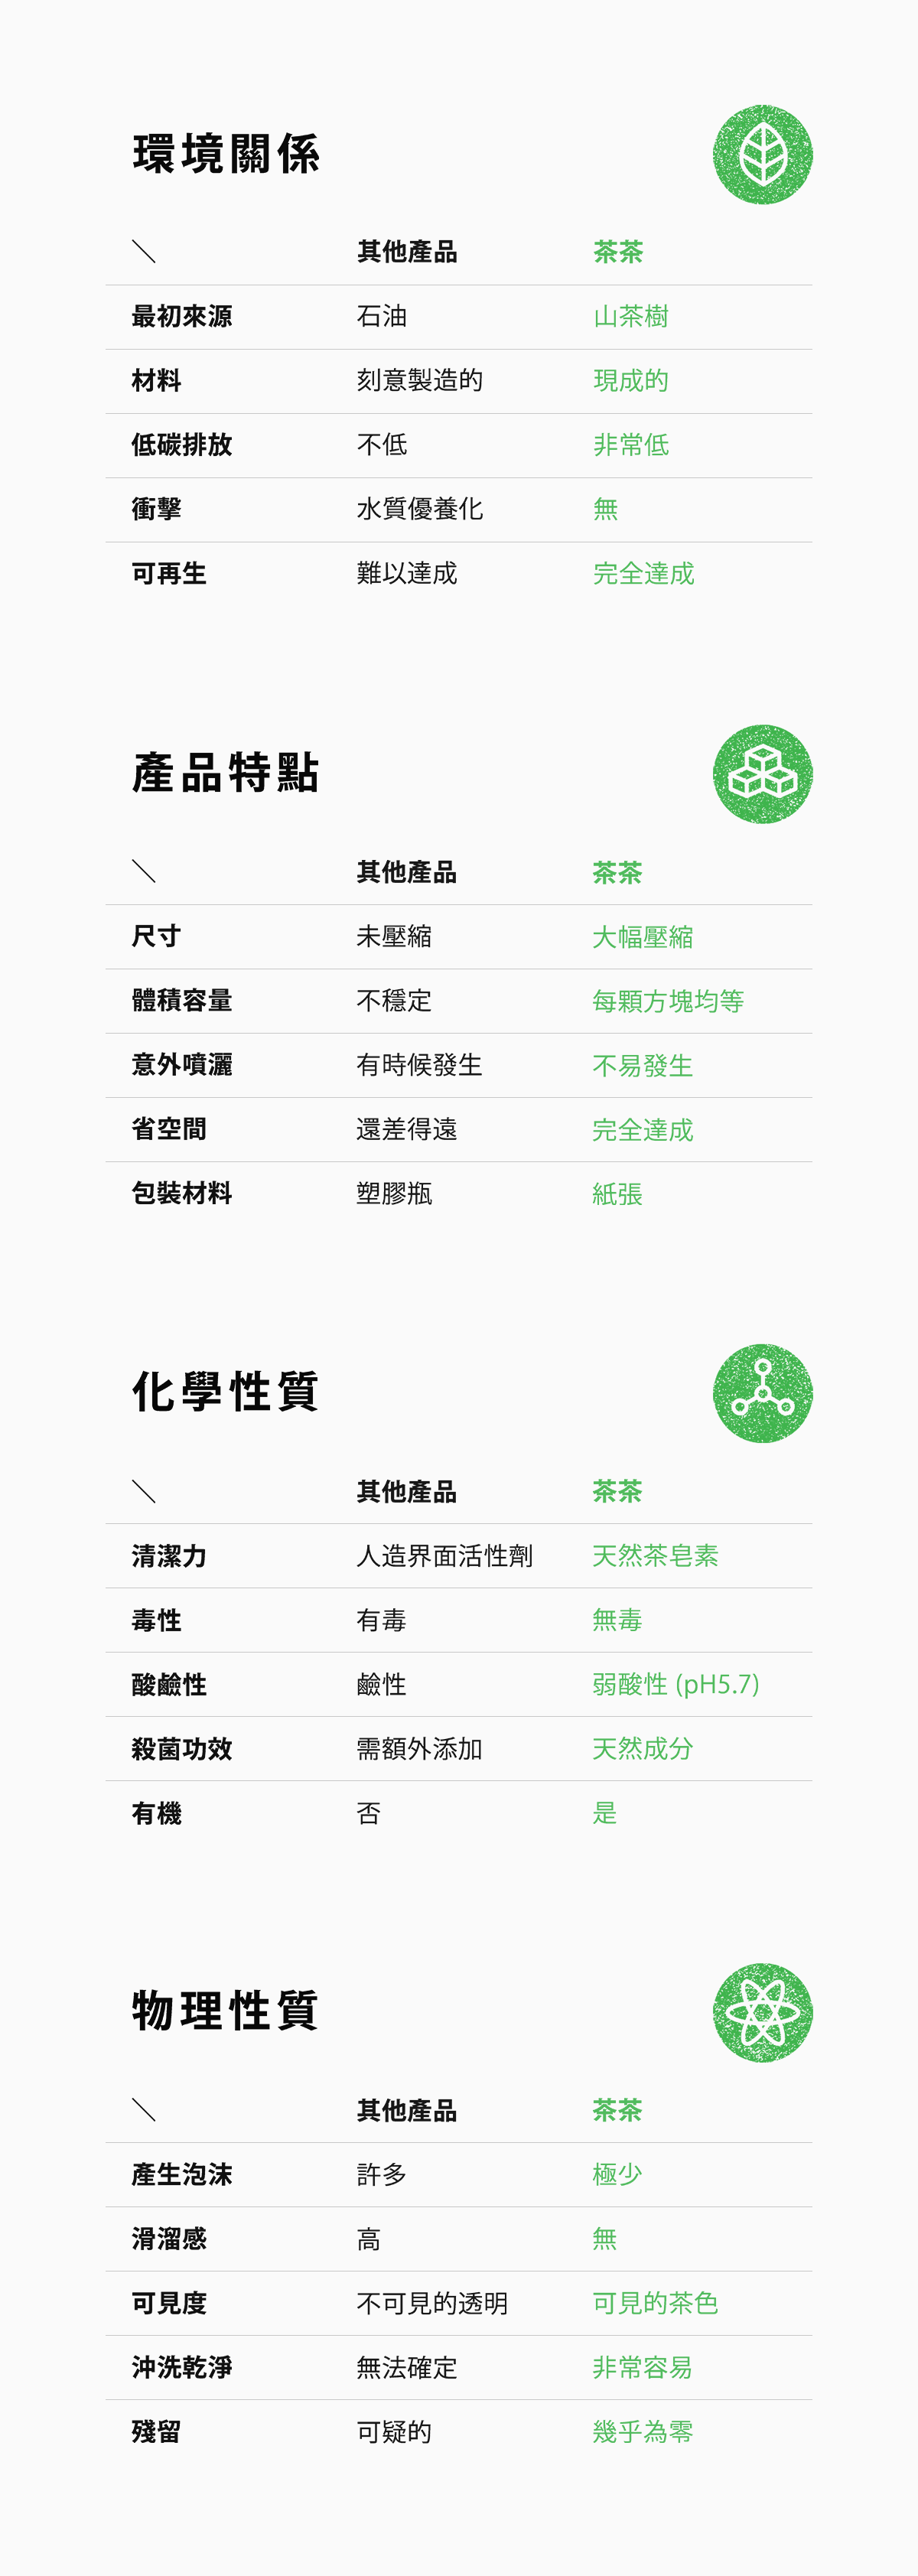 環境關係
＼ 其他產品 茶茶
最初來源 石油 山茶樹
材料 刻意製造的 現成的
低碳排放 不低 非常低
衝擊 水質優養化 無
可再生 難以達成 完全達成
產品特點
＼ 其他產品 茶茶
尺寸 未壓縮 大幅壓縮
體積容量 不穩定 每顆方塊均等
意外噴灑 有時候發生 不易發生
省空間 還差得遠 完全達成
包裝材料 塑膠瓶 紙張
化學性質
＼ 其他產品 茶茶
清潔力 人造界面活性劑 天然茶皂素
毒性 有毒 無毒
酸鹼性 鹼性 弱酸性 (pH5.7)
殺菌功效 需額外添加 天然成分
有機 否 是
物理性質
＼ 其他產品 茶茶
產生泡沫 許多 極少
滑溜感 高 無
可見度 不可見的透明 可見的茶色
沖洗乾淨 無法確定 非常容易
殘留 可疑的 幾乎為零